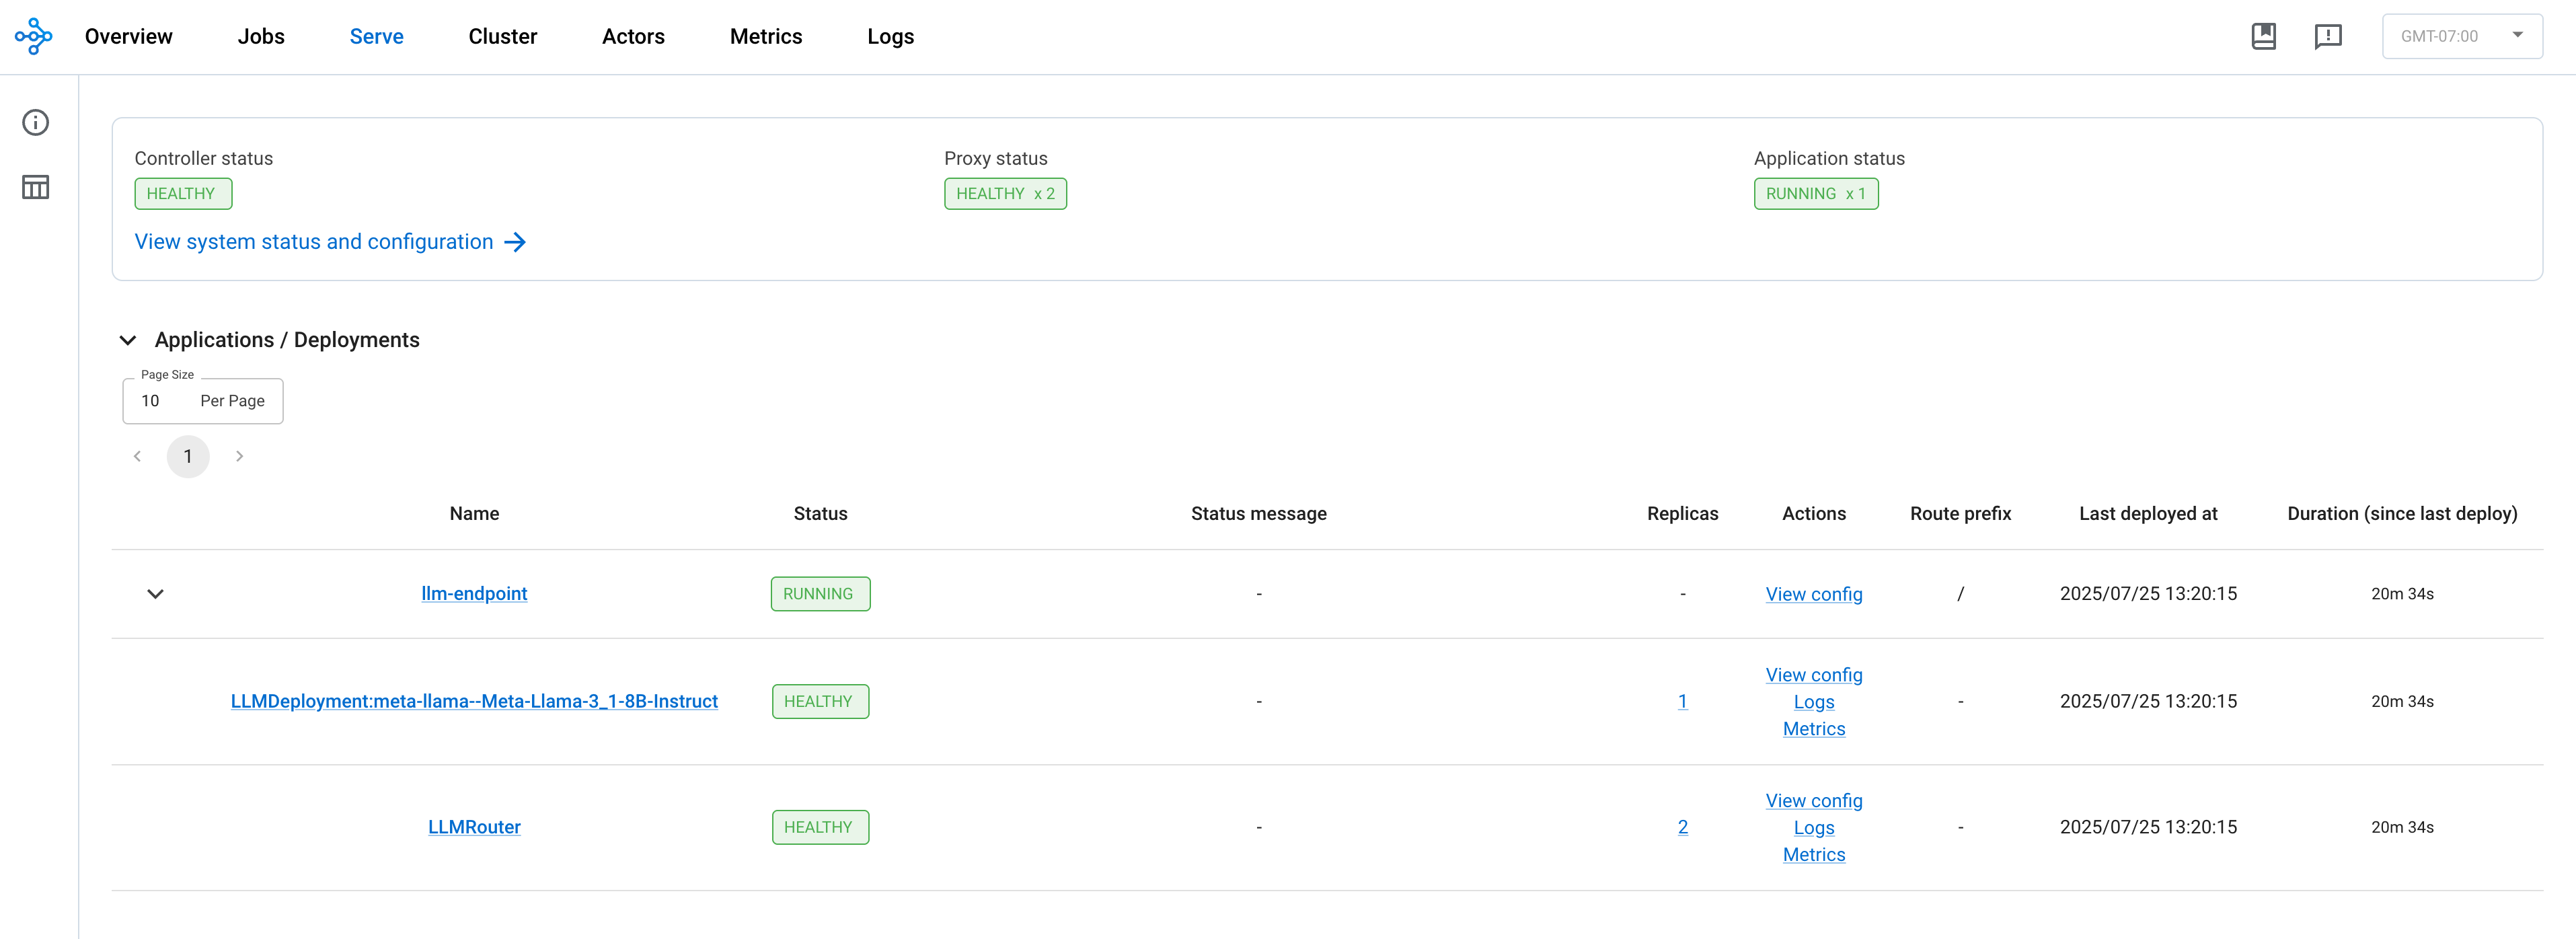 Overview Jobs Serve Cluster Actors Metrics Logs GMT-07:00
Controller status Proxy status Application status
HEALTHY HEALTHY x 2 RUNNING x 1
View system status and configuration
Applications / Deployments
Page Size
10 Per Page
1
Name Status Status message Replicas Actions Route prefix Last deployed at Duration (since last deploy)
llm-endpoint RUNNING - - View config / 2025/07/25 13:20:15 20m 34s
LLMDeployment:meta-llama--Meta-Llama-3_1-8B-Instruct HEALTHY - 1 View config - 2025/07/25 13:20:15 20m 34s
Logs
Metrics
LLMRouter HEALTHY - 2 View config - 2025/07/25 13:20:15 20m 34s
Logs
Metrics